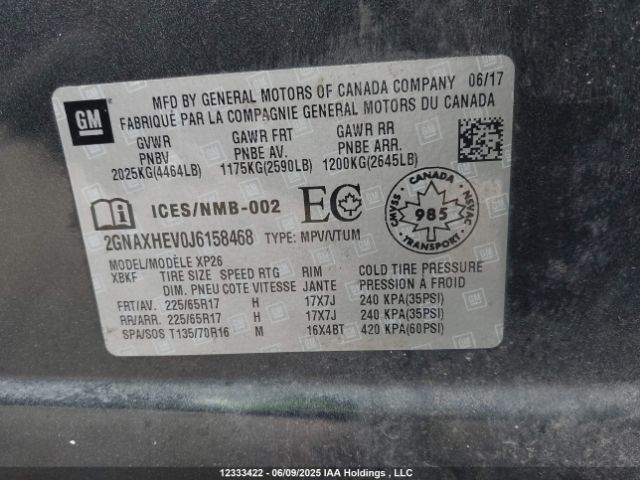 GM
MFD BY GENERAL MOTORS OF CANADA COMPANY 06/17
FABRIQUÉ PAR LA COMPAGNIE GENERAL MOTORS DU CANADA
GVWR GAWR FRT GAWR RR
PNBV PNBE AV. PNBE ARR.
2025KG(4464LB) 1175KG(2590LB) 1200KG(2645LB)
i ICES/NMB-002 EC
CANADA
CMVSS 985 NSVAC
2GNAXHEV0J6158468 TYPE: MPV/VTUM
MODEL/MODÈLE XP26
XBKF TIRE SIZE SPEED RTG RIM COLD TIRE PRESSURE
DIM. PNEU COTE VITESSE JANTE PRESSION À FROID
FRT/AV. 225/65R17 H 17X7J 240 KPA(35PSI)
RR/ARR. 225/65R17 H 17X7J 240 KPA(35PSI)
SPA/SOS T135/70R16 M 16X4BT 420 KPA(60PSI)
12333422 - 06/09/2025 IAA Holdings , LLC